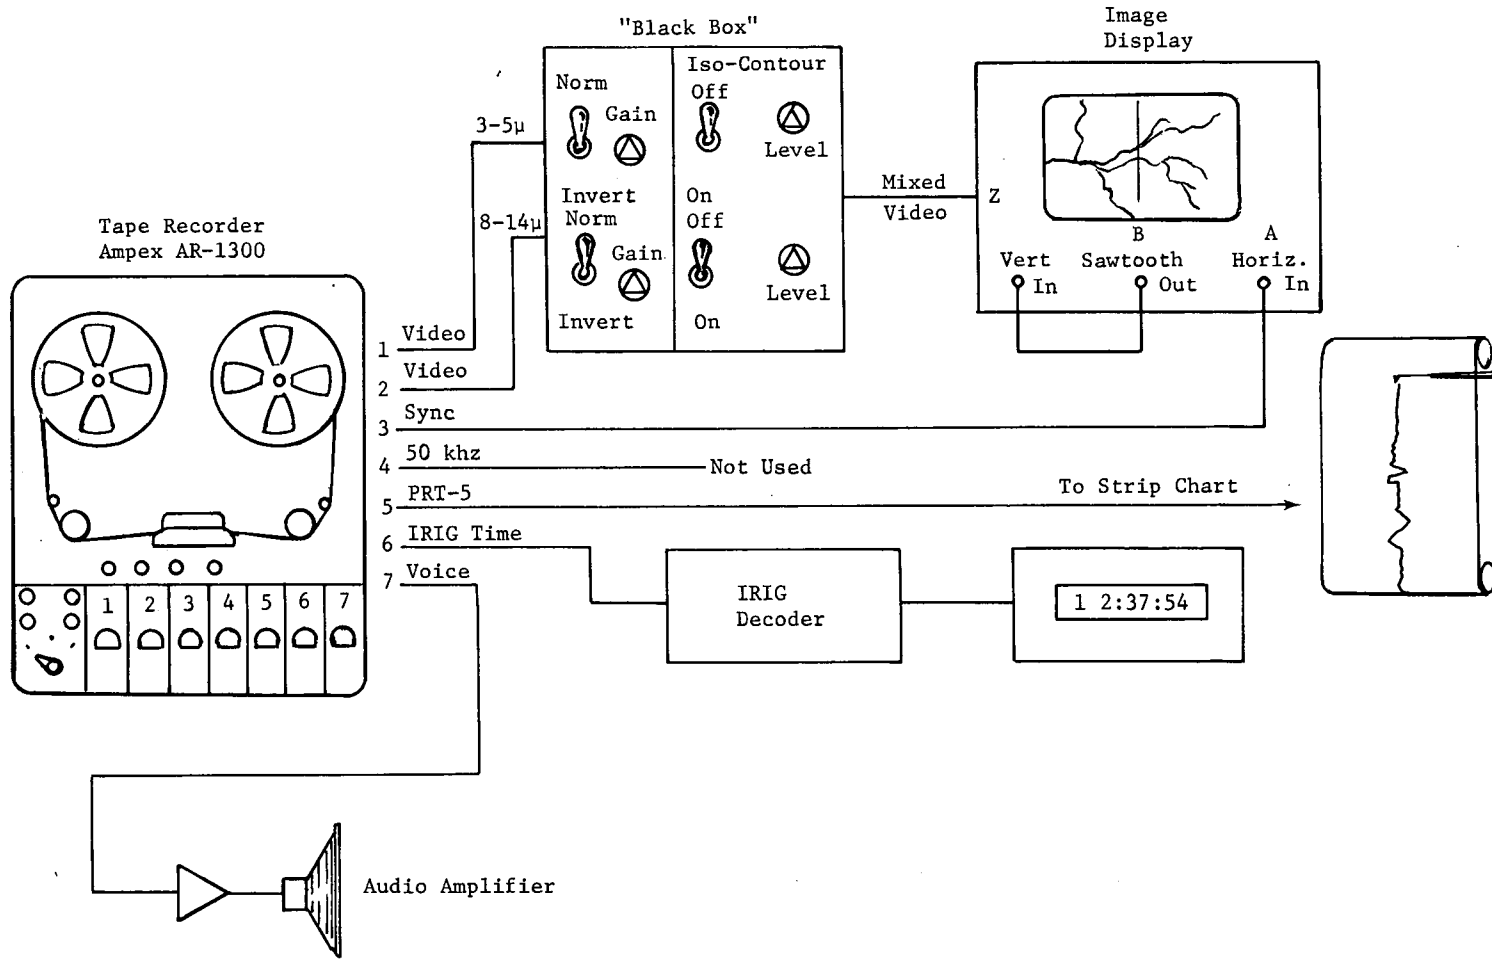 "Black Box"
Image
Display
Iso-Contour
Norm
Off
Gain
Level
Invert
On
Norm
Off
Gain
Level
Invert
On
3-5μ
8-14μ
Mixed
Video
Z
B
A
Vert
Sawtooth
Horiz.
In
Out
In
Tape Recorder
Ampex AR-1300
1 Video
2 Video
3 Sync
4 50 khz
Not Used
5 PRT-5
To Strip Chart
6 IRIG Time
7 Voice
1 2 3 4 5 6 7
IRIG
Decoder
1 2:37:54
Audio Amplifier